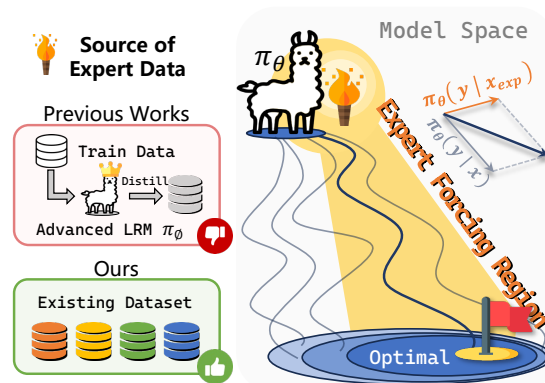 Source of
Expert Data
Previous Works
Train Data
Distill
Advanced LRM π_ø
Ours
Existing Dataset
Model Space
π_θ
π_θ(y|x_exp)
π_θ(y|x)
Expert Forcing Region
Optimal